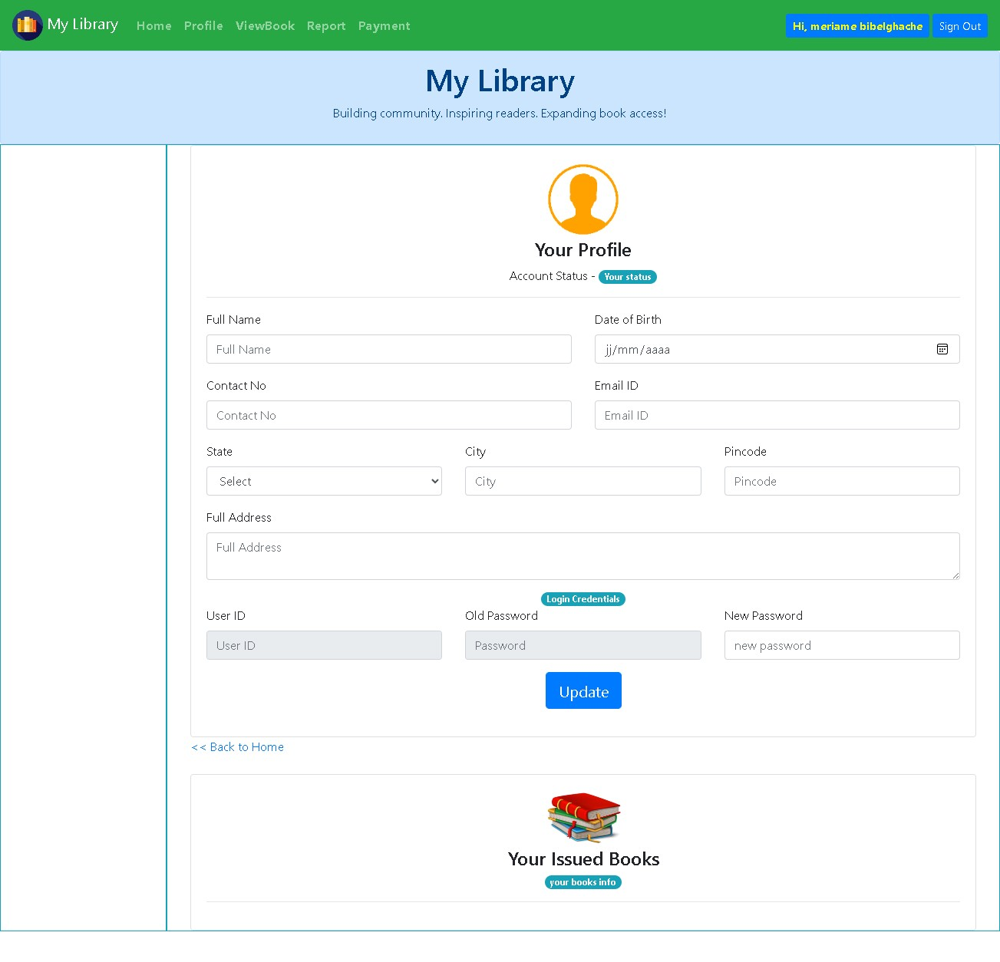 My Library Home Profile ViewBook Report Payment Hi, meriame bibelghache Sign Out
My Library
Building community. Inspiring readers. Expanding book access!
Your Profile
Account Status - Your status
Full Name Date of Birth
Full Name jj/mm/aaaa
Contact No Email ID
Contact No Email ID
State City Pincode
Select City Pincode
Full Address
Full Address
Login Credentials
User ID Old Password New Password
User ID Password new password
Update
<< Back to Home
Your Issued Books
your books info